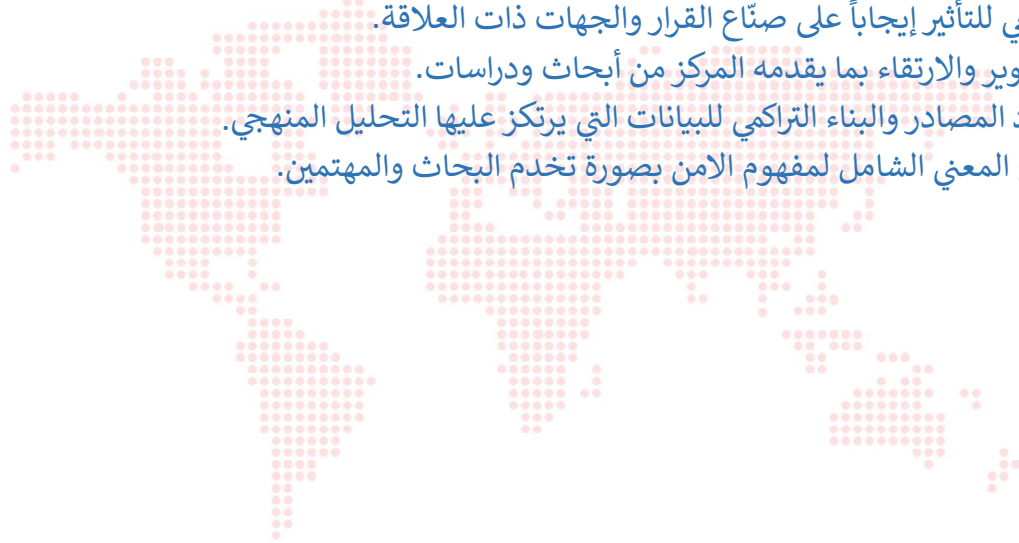 للتأثير إيجاباً على صنّاع القرار والجهات ذات العلاقة.
والارتقاء بما يقدمه المركز من أبحاث ودراسات.
المصادر والبناء التراكمي للبيانات التي يرتكز عليها التحليل المنهجي.
المعني الشامل لمفهوم الامن بصورة تخدم البحاث والمهتمين.